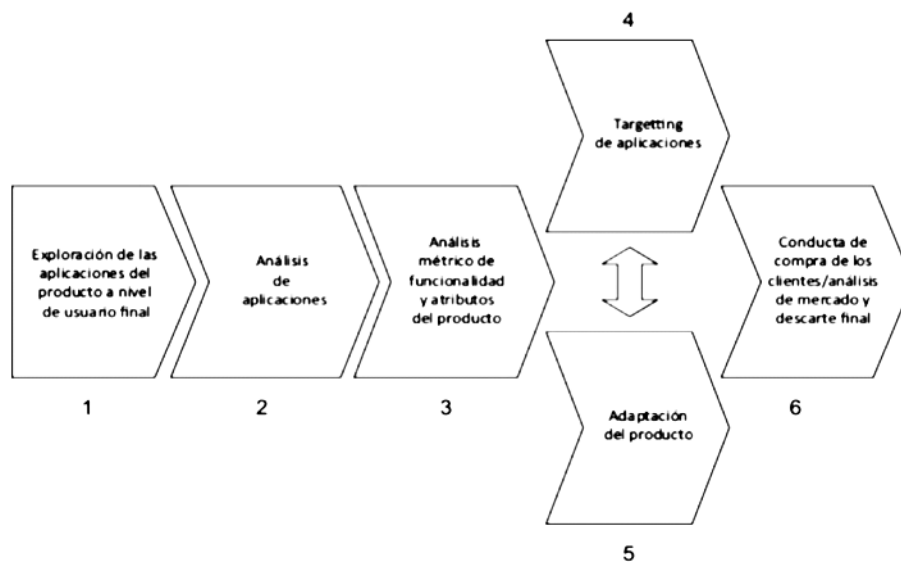 4
Targetting
de aplicaciones
Exploración de las
aplicaciones del
producto a nivel
de usuario final
1
Análisis
de
aplicaciones
2
Análisis
métrico de
funcionalidad
y atributos
del producto
3
Adaptación
del producto
5
Conducta de
compra de los
clientes/análisis
de mercado y
descarte final
6